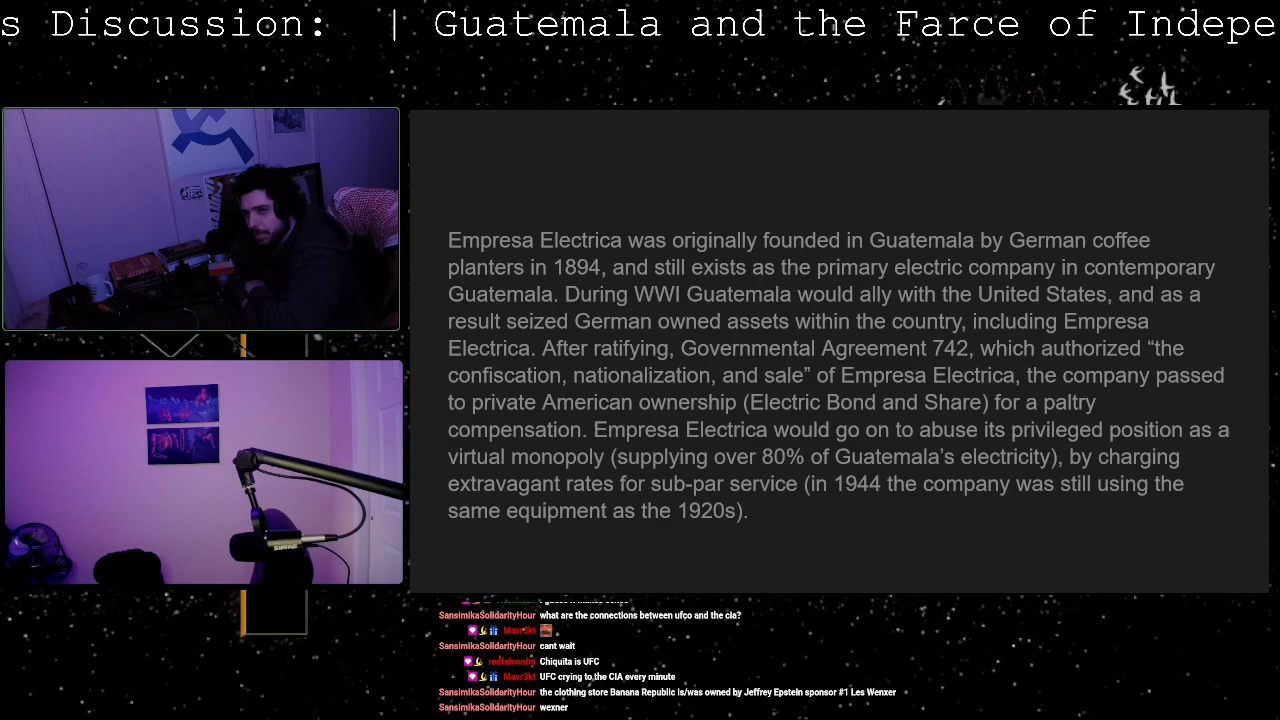 s Discussion: | Guatemala and the Farce of Indepe
Empresa Electrica was originally founded in Guatemala by German coffee
planters in 1894, and still exists as the primary electric company in contemporary
Guatemala. During WWI Guatemala would ally with the United States, and as a
result seized German owned assets within the country, including Empresa
Electrica. After ratifying, Governmental Agreement 742, which authorized “the
confiscation, nationalization, and sale” of Empresa Electrica, the company passed
to private American ownership (Electric Bond and Share) for a paltry
compensation. Empresa Electrica would go on to abuse its privileged position as a
virtual monopoly (supplying over 80% of Guatemala’s electricity), by charging
extravagant rates for sub-par service (in 1944 the company was still using the
same equipment as the 1920s).
SHURE
SansimikaSolidarityHour what are the connections between ufco and the cia?
Mavr3kt
SansimikaSolidarityHour cant wait
Chiquita is UFC
Mavr3kt UFC crying to the CIA every minute
SansimikaSolidarityHour the clothing store Banana Republic is/was owned by Jeffrey Epstein sponsor #1 Les Wenxer
SansimikaSolidarityHour wexner